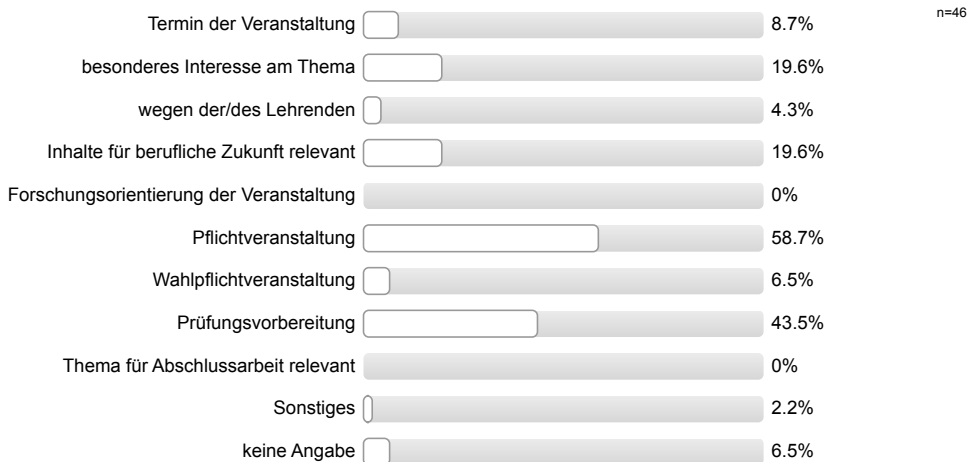 n=46
Termin der Veranstaltung 8.7%
besonderes Interesse am Thema 19.6%
wegen der/des Lehrenden 4.3%
Inhalte für berufliche Zukunft relevant 19.6%
Forschungsorientierung der Veranstaltung 0%
Pflichtveranstaltung 58.7%
Wahlpflichtveranstaltung 6.5%
Prüfungsvorbereitung 43.5%
Thema für Abschlussarbeit relevant 0%
Sonstiges 2.2%
keine Angabe 6.5%